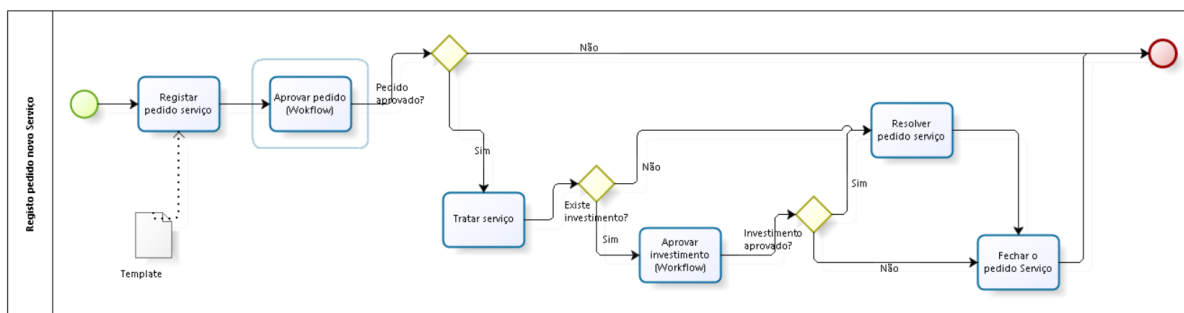 Registo pedido novo Serviço
Registar
pedido serviço
Template
Aprovar pedido
(Wokflow)
Pedido
aprovado?
Não
Sim
Tratar serviço
Existe
investimento?
Não
Sim
Aprovar
investimento
(Workflow)
Investimento
aprovado?
Sim
Não
Resolver
pedido serviço
Fechar o
pedido Serviço